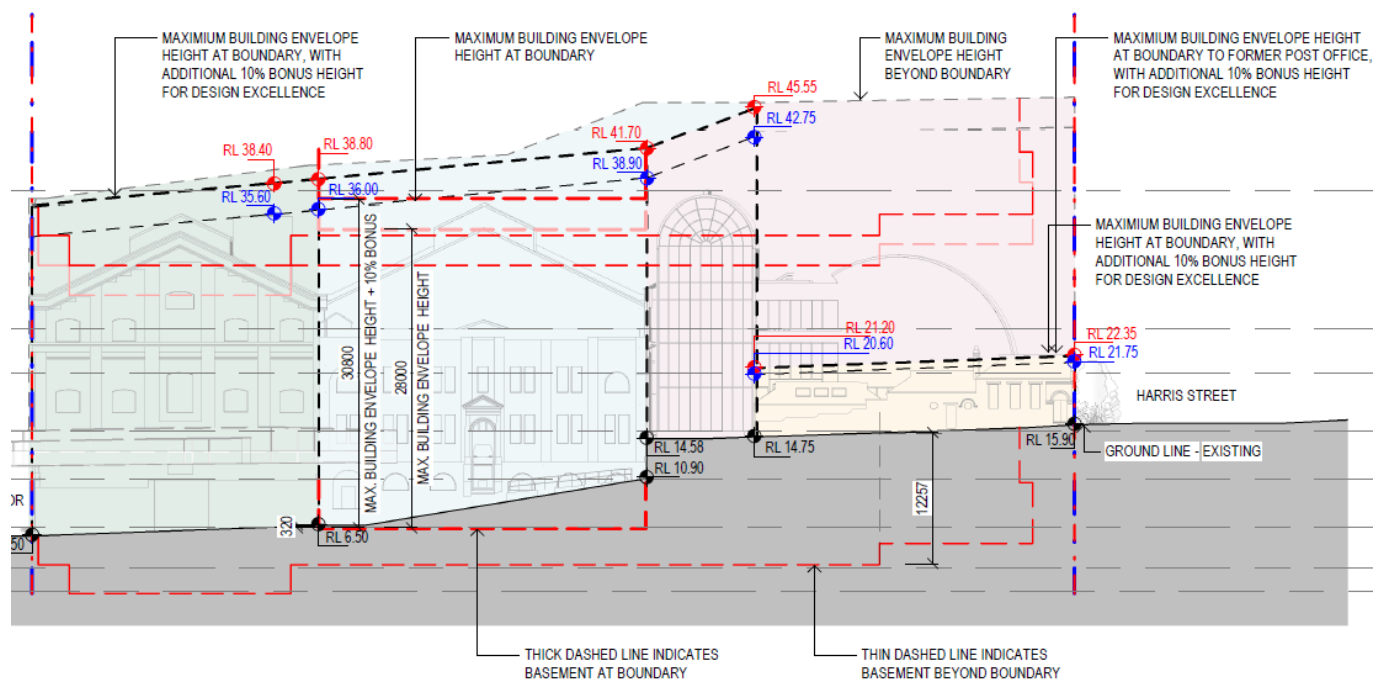 MAXIMIUM BUILDING ENVELOPE
HEIGHT AT BOUNDARY, WITH
ADDITIONAL 10% BONUS HEIGHT
FOR DESIGN EXCELLENCE
MAXIMUM BUILDING ENVELOPE
HEIGHT AT BOUNDARY
MAXIMUM BUILDING
ENVELOPE HEIGHT
BEYOND BOUNDARY
MAXIMIUM BUILDING ENVELOPE HEIGHT
AT BOUNDARY TO FORMER POST OFFICE,
WITH ADDITIONAL 10% BONUS HEIGHT
FOR DESIGN EXCELLENCE
RL 45.55
RL 42.75
RL 38.40
RL 38.80
RL 41.70
RL 38.90
RL 35.60
RL 36.00
MAXIMIUM BUILDING ENVELOPE
HEIGHT AT BOUNDARY, WITH
ADDITIONAL 10% BONUS HEIGHT
FOR DESIGN EXCELLENCE
MAX. BUILDING ENVELOPE HEIGHT + 10% BONUS
30800
MAX. BUILDING ENVELOPE HEIGHT
28000
RL 21.20
RL 20.60
RL 22.35
RL 21.75
HARRIS STREET
RL 14.58
RL 14.75
RL 15.90
GROUND LINE - EXISTING
RL 10.90
OR
50
320
RL 6.50
12257
THICK DASHED LINE INDICATES
BASEMENT AT BOUNDARY
THIN DASHED LINE INDICATES
BASEMENT BEYOND BOUNDARY